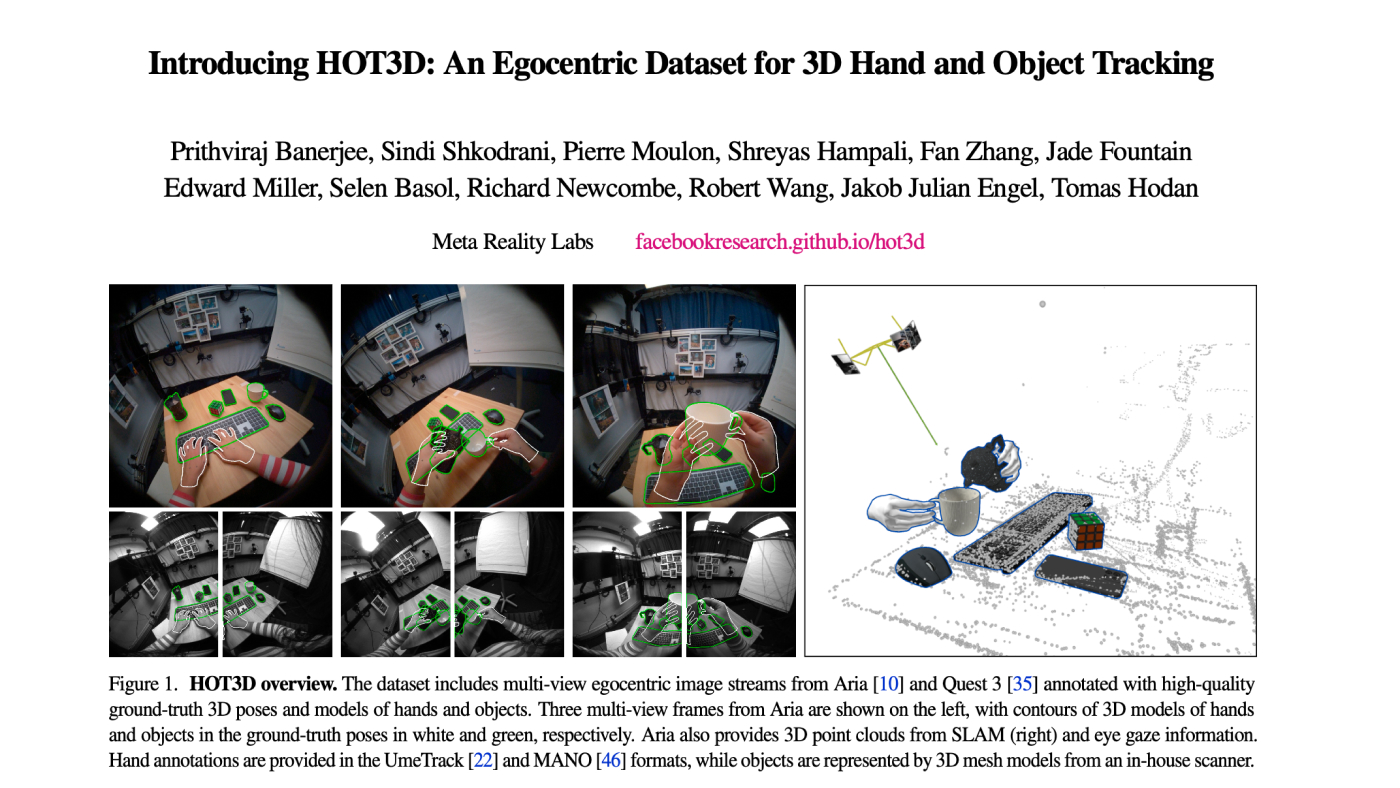 Introducing HOT3D: An Egocentric Dataset for 3D Hand and Object Tracking
Prithviraj Banerjee, Sindi Shkodrani, Pierre Moulon, Shreyas Hampali, Fan Zhang, Jade Fountain
Edward Miller, Selen Basol, Richard Newcombe, Robert Wang, Jakob Julian Engel, Tomas Hodan
Meta Reality Labs facebookresearch.github.io/hot3d
Figure 1. HOT3D overview. The dataset includes multi-view egocentric image streams from Aria [10] and Quest 3 [35] annotated with high-quality
ground-truth 3D poses and models of hands and objects. Three multi-view frames from Aria are shown on the left, with contours of 3D models of hands
and objects in the ground-truth poses in white and green, respectively. Aria also provides 3D point clouds from SLAM (right) and eye gaze information.
Hand annotations are provided in the UmeTrack [22] and MANO [46] formats, while objects are represented by 3D mesh models from an in-house scanner.